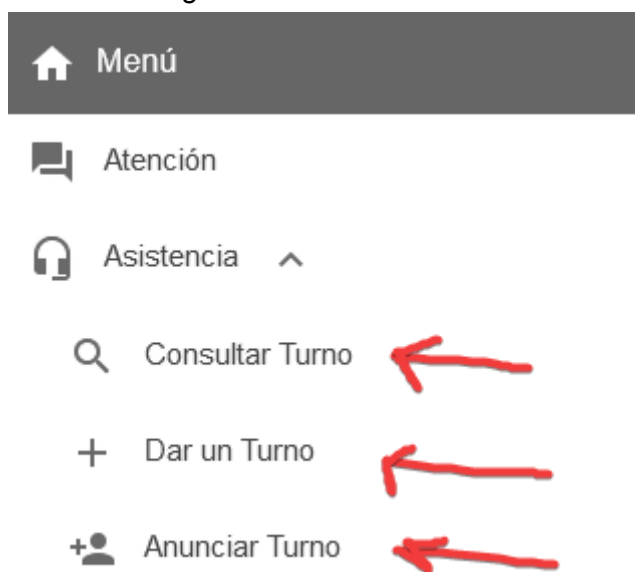 Menú
Atención
Asistencia
Consultar Turno
Dar un Turno
Anunciar Turno